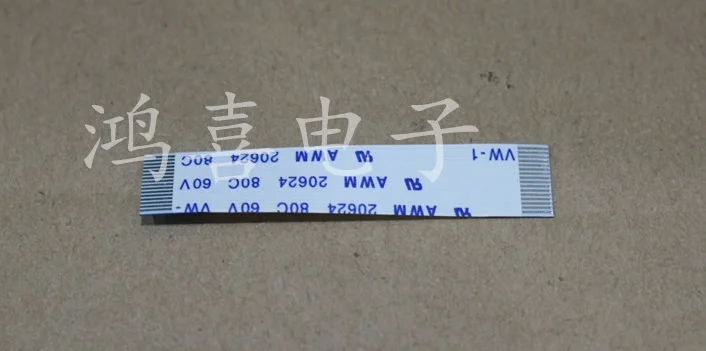 鸿喜电子
AWM 20624 80C 60V VW-
AWM 20624 80C 60V
VW-1 AWM 20624 80C